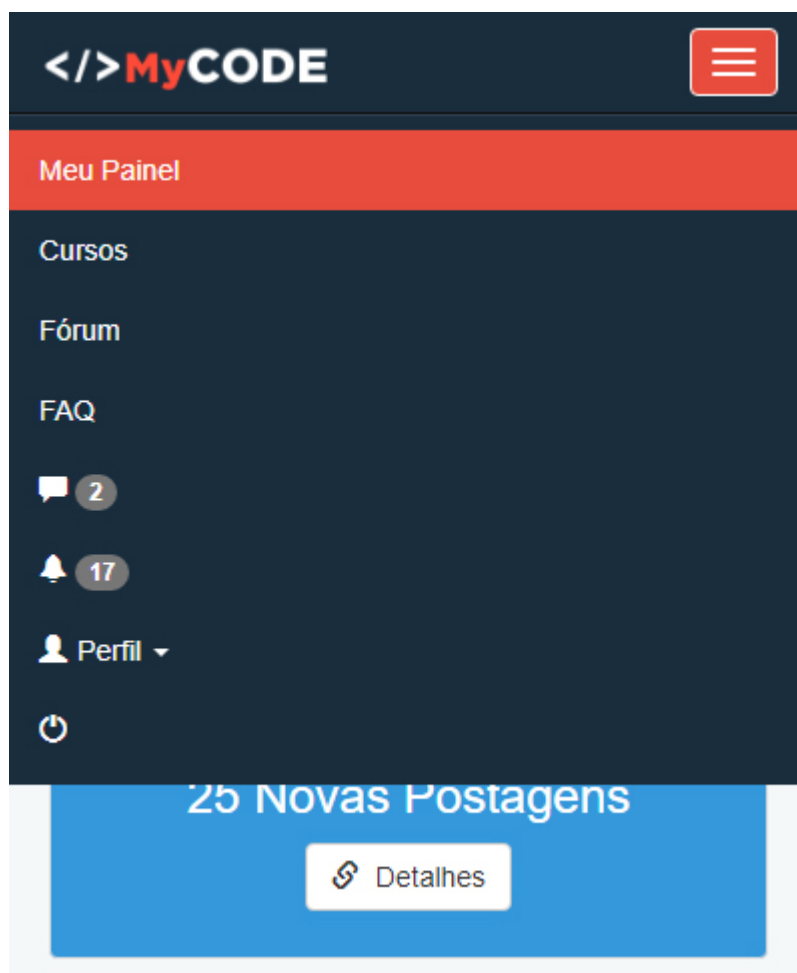 </>MyCODE
Meu Painel
Cursos
Fórum
FAQ
2
17
Perfil
25 Novas Postagens
Detalhes